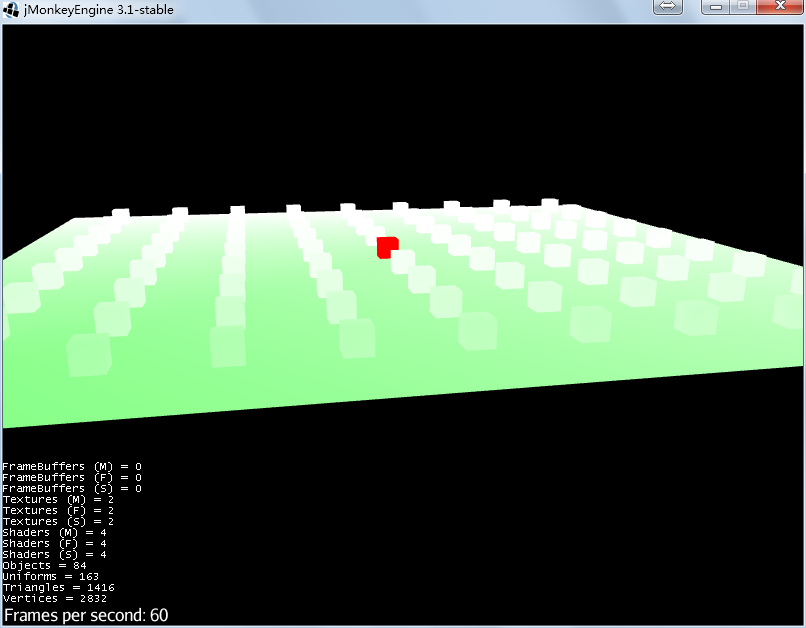 jMonkeyEngine 3.1-stable
FrameBuffers (M) = 0
FrameBuffers (F) = 0
FrameBuffers (S) = 0
Textures (M) = 2
Textures (F) = 2
Textures (S) = 2
Shaders (M) = 4
Shaders (F) = 4
Shaders (S) = 4
Objects = 84
Uniforms = 163
Triangles = 1416
Vertices = 2832
Frames per second: 60